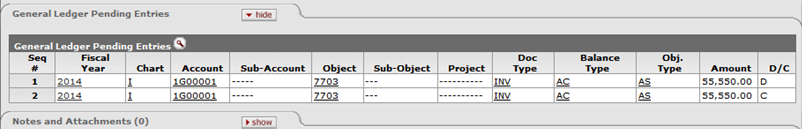 General Ledger Pending Entries hide
General Ledger Pending Entries
Seq # Fiscal Year Chart Account Sub-Account Object Sub-Object Project Doc Type Balance Type Obj. Type Amount D/C
1 2014 I 1G00001 ----- 7703 --- ---------- INV AC AS 55,550.00 D
2 2014 I 1G00001 ----- 7703 --- ---------- INV AC AS 55,550.00 C
Notes and Attachments (0) show